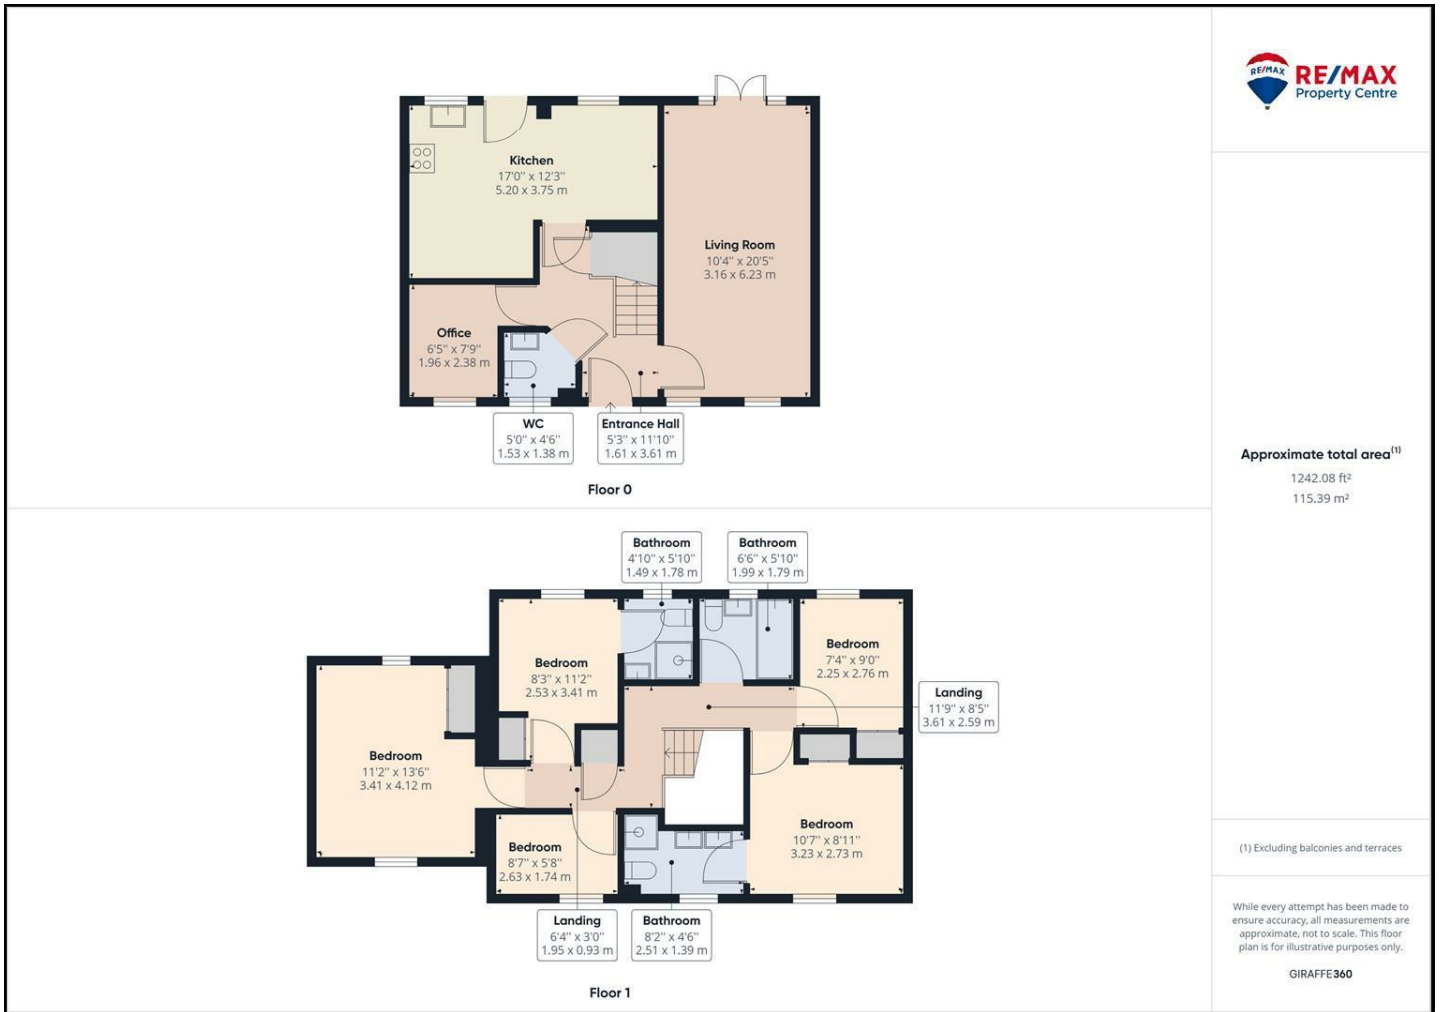 Kitchen
17'0" x 12'3"
5.20 x 3.75 m
Living Room
10'4" x 20'5"
3.16 x 6.23 m
Office
6'5" x 7'9"
1.96 x 2.38 m
WC
5'0" x 4'6"
1.53 x 1.38 m
Entrance Hall
5'3" x 11'10"
1.61 x 3.61 m
Floor 0
Bathroom
4'10" x 5'10"
1.49 x 1.78 m
Bathroom
6'6" x 5'10"
1.99 x 1.79 m
Bedroom
8'3" x 11'2"
2.53 x 3.41 m
Bedroom
7'4" x 9'0"
2.25 x 2.76 m
Landing
11'9" x 8'5"
3.61 x 2.59 m
Bedroom
11'2" x 13'6"
3.41 x 4.12 m
Bedroom
10'7" x 8'11"
3.23 x 2.73 m
Bedroom
8'7" x 5'8"
2.63 x 1.74 m
Landing
6'4" x 3'0"
1.95 x 0.93 m
Bathroom
8'2" x 4'6"
2.51 x 1.39 m
Floor 1
RE/MAX
RE/MAX
Property Centre
Approximate total area(1)
1242.08 ft²
115.39 m²
(1) Excluding balconies and terraces
While every attempt has been made to
ensure accuracy, all measurements are
approximate, not to scale. This floor
plan is for illustrative purposes only.
GIRAFFE360